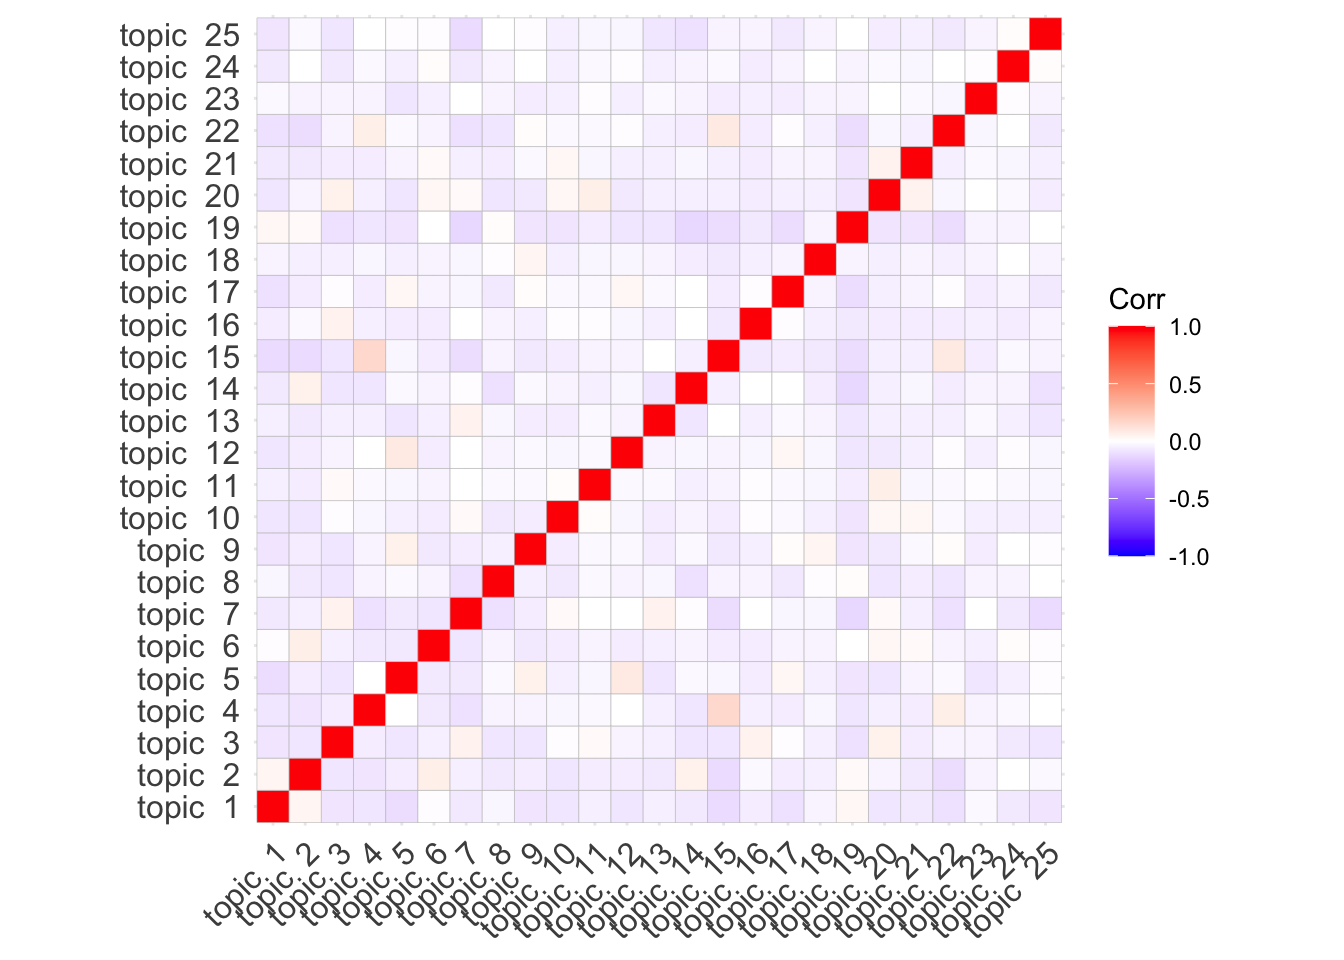 topic 25
topic 24
topic 23
topic 22
topic 21
topic 20
topic 19
topic 18
topic 17
topic 16
topic 15
topic 14
topic 13
topic 12
topic 11
topic 10
topic 9
topic 8
topic 7
topic 6
topic 5
topic 4
topic 3
topic 2
topic 1
topic 1
topic 2
topic 3
topic 4
topic 5
topic 6
topic 7
topic 8
topic 9
topic 10
topic 11
topic 12
topic 13
topic 14
topic 15
topic 16
topic 17
topic 18
topic 19
topic 20
topic 21
topic 22
topic 23
topic 24
topic 25
Corr
1.0
0.5
0.0
-0.5
-1.0